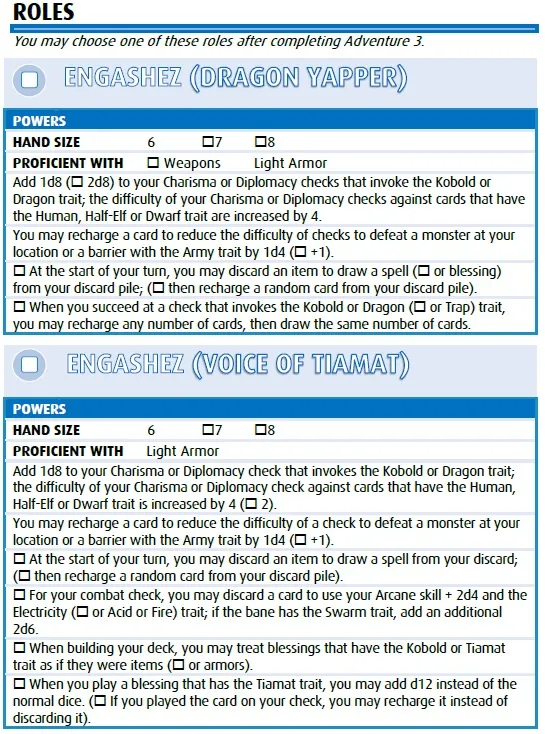 ROLES
You may choose one of these roles after completing Adventure 3.
ENGASHEZ (DRAGON YAPPER)
POWERS
HAND SIZE 6 ☐7 ☐8
PROFICIENT WITH ☐ Weapons Light Armor
Add 1d8 (☐ 2d8) to your Charisma or Diplomacy checks that invoke the Kobold or
Dragon trait; the difficulty of your Charisma or Diplomacy checks against cards that have
the Human, Half-Elf or Dwarf trait are increased by 4.
You may recharge a card to reduce the difficulty of checks to defeat a monster at your
location or a barrier with the Army trait by 1d4 (☐ +1).
☐ At the start of your turn, you may discard an item to draw a spell (☐ or blessing)
from your discard pile; (☐ then recharge a random card from your discard pile).
☐ When you succeed at a check that invokes the Kobold or Dragon (☐ or Trap) trait,
you may recharge any number of cards, then draw the same number of cards.
ENGASHEZ (VOICE OF TIAMAT)
POWERS
HAND SIZE 6 ☐7 ☐8
PROFICIENT WITH Light Armor
Add 1d8 to your Charisma or Diplomacy check that invokes the Kobold or Dragon trait;
the difficulty of your Charisma or Diplomacy check against cards that have the Human,
Half-Elf or Dwarf trait is increased by 4 (☐ 2).
You may recharge a card to reduce the difficulty of a check to defeat a monster at your
location or a barrier with the Army trait by 1d4 (☐ +1).
☐ At the start of your turn, you may discard an item to draw a spell from your discard;
(☐ then recharge a random card from your discard pile).
☐ For your combat check, you may discard a card to use your Arcane skill + 2d4 and the
Electricity (☐ or Acid or Fire) trait; if the bane has the Swarm trait, add an additional
2d6.
☐ When building your deck, you may treat blessings that have the Kobold or Tiamat
trait as if they were items (☐ or armors).
☐ When you play a blessing that has the Tiamat trait, you may add d12 instead of the
normal dice. (☐ If you played the card on your check, you may recharge it instead of
discarding it).